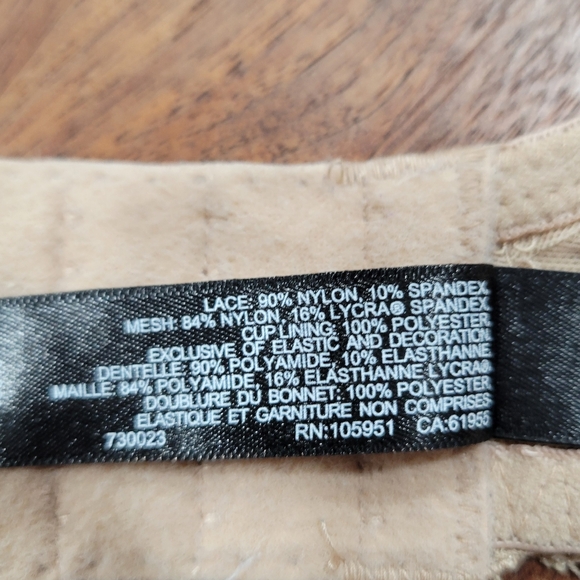 LACE: 90% NYLON, 10% SPANDEX
MESH: 84% NYLON, 16% LYCRA® SPANDEX
CUP LINING: 100% POLYESTER
EXCLUSIVE OF ELASTIC AND DECORATION
DENTELLE: 90% POLYAMIDE, 10% ELASTHANNE
MAILLE: 84% POLYAMIDE, 16% ELASTHANNE LYCRA®
DOUBLURE DU BONNET: 100% POLYESTER
ELASTIQUE ET GARNITURE NON COMPRISES
730023 RN: 105951 CA: 61955